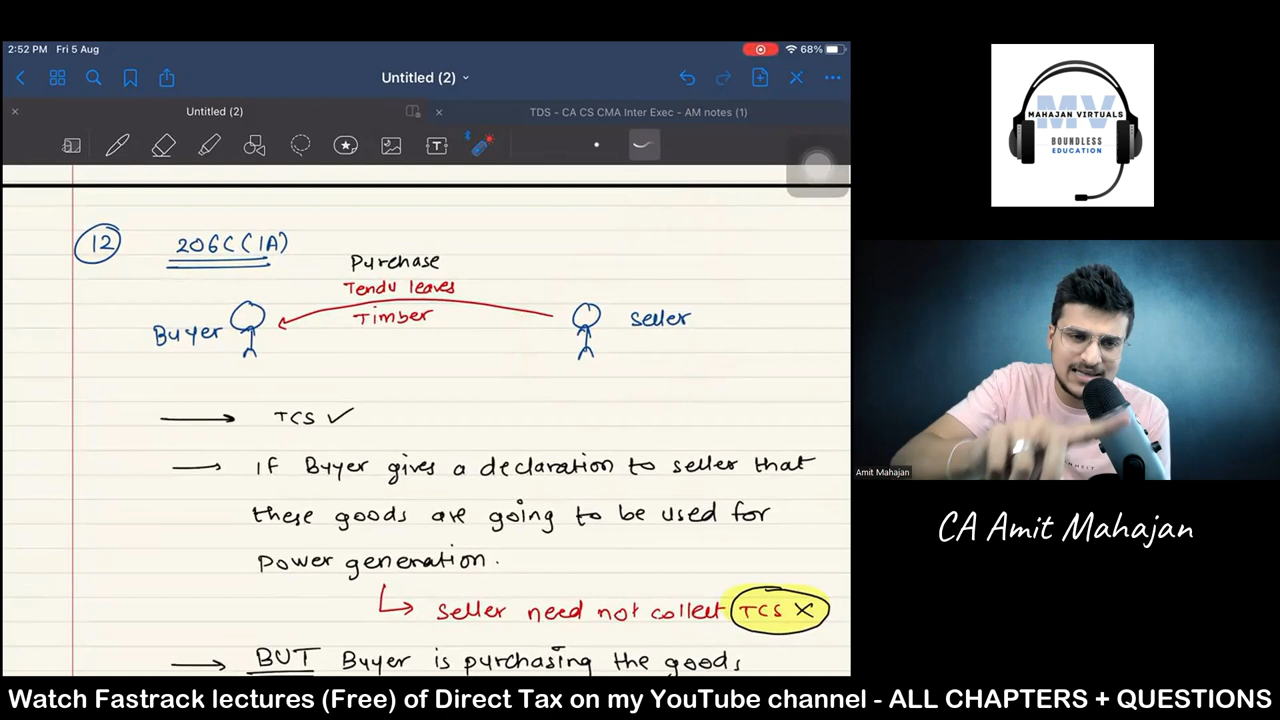 2:52 PM Fri 5 Aug
68%
Untitled (2)
Untitled (2)
TDS - CA CS CMA Inter Exec - AM notes (1)
12
206C(1A)
Purchase
Tendu leaves
Timber
Buyer
Seller
TCS ✓
IF Buyer gives a declaration to seller that
these goods are going to be used for
power generation.
seller need not collect TCS ×
BUT Buyer is purchasing the goods
MV
MAHAJAN VIRTUALS
BOUNDLESS
EDUCATION
Amit Mahajan
CA Amit Mahajan
Watch Fastrack lectures (Free) of Direct Tax on my YouTube channel - ALL CHAPTERS + QUESTIONS